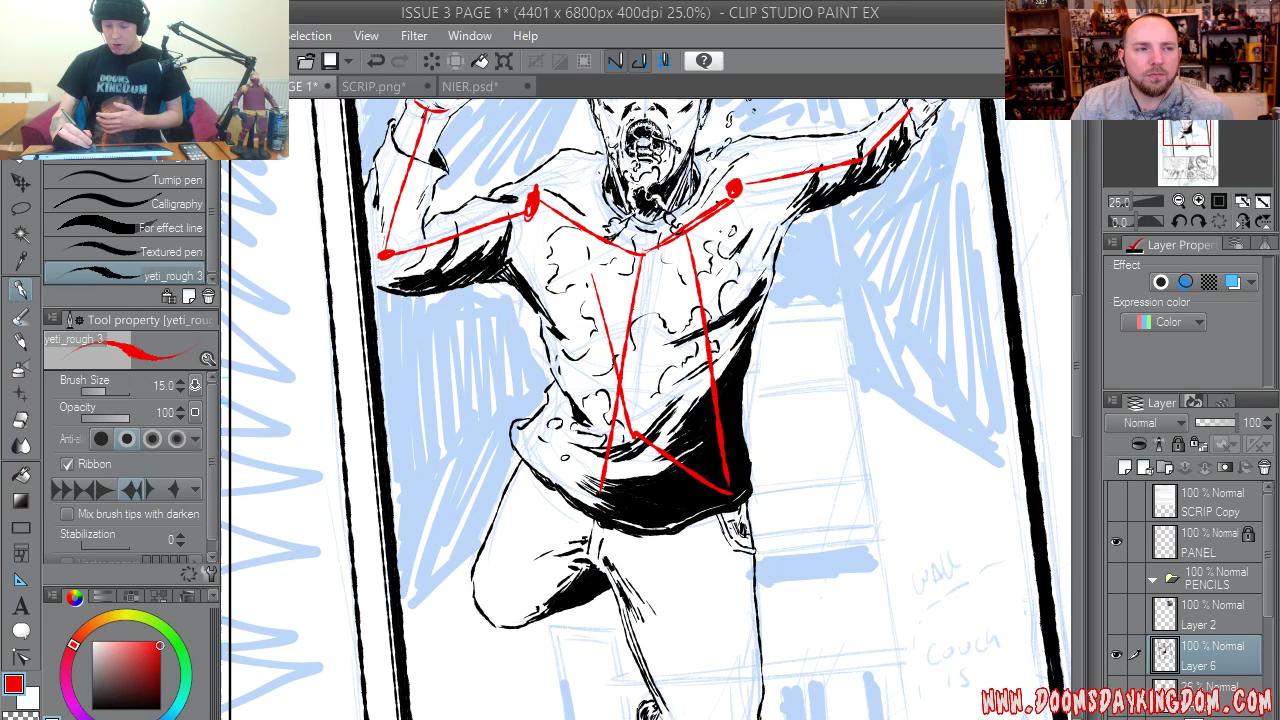 ISSUE 3 PAGE 1* (4401 x 6800px 400dpi 25.0%) - CLIP STUDIO PAINT EX
Selection View Filter Window Help
GE 1* SCRIP.png* NIER.psd*
DOOMS
KINGDOM
Turnip pen
Calligraphy
For effect line
Textured pen
yeti_rough 3
Tool property [yeti_roug
yeti_rough 3
Brush Size 15.0
Opacity 100
Anti-al
Ribbon
Mix brush tips with darken
Stabilization 0
25.0
0.0
Layer Proper
Effect
Expression color
Color
Layer
Normal 100
100 % Normal
SCRIP Copy
100 % Normal
PANEL
100 % Normal
PENCILS
100 % Normal
Layer 2
100 % Normal
Layer 6
WALL
COUCH
IS
WWW.DOOMSDAYKINGDOM.COM